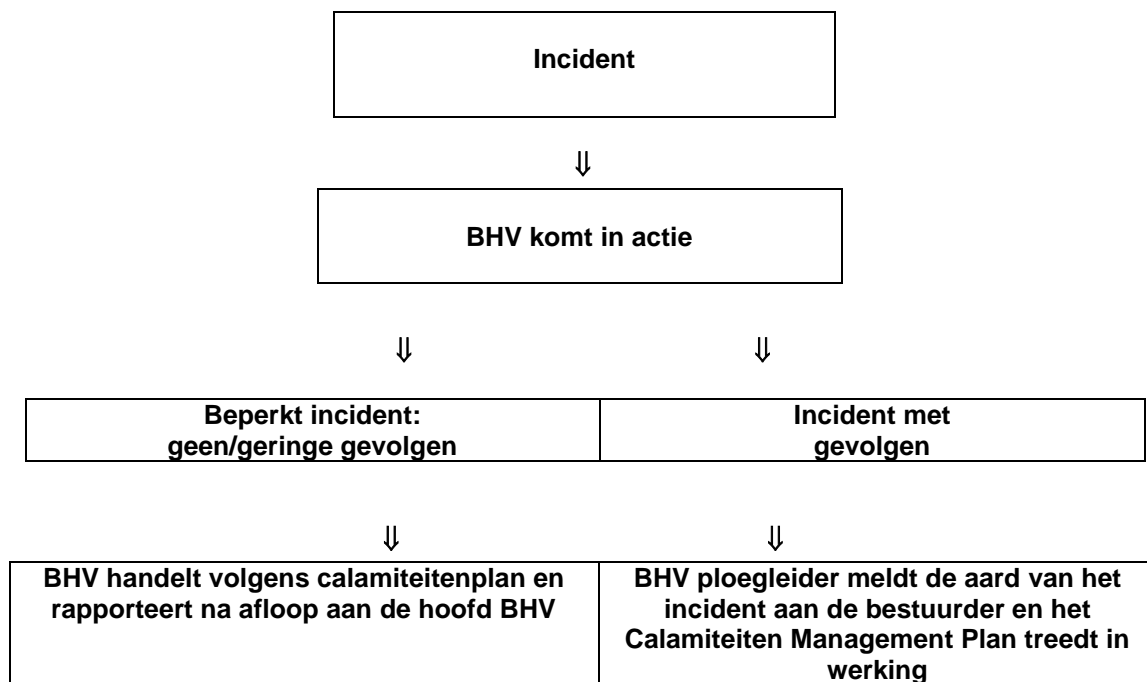 Incident
⇓
BHV komt in actie
⇓ ⇓
Beperkt incident:
geen/geringe gevolgen
Incident met
gevolgen
⇓ ⇓
BHV handelt volgens calamiteitenplan en
rapporteert na afloop aan de hoofd BHV
BHV ploegleider meldt de aard van het
incident aan de bestuurder en het
Calamiteiten Management Plan treedt in
werking